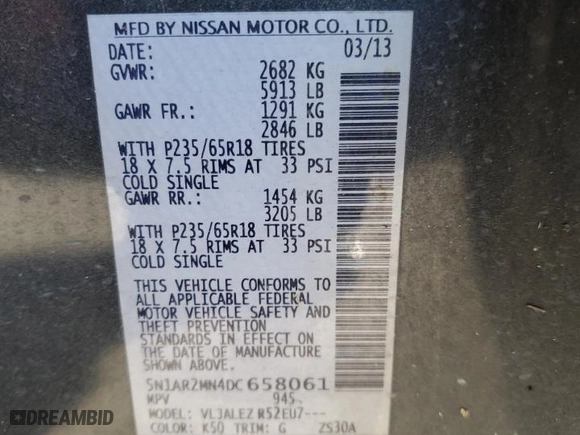 MFD BY NISSAN MOTOR CO., LTD.
DATE: 03/13
GVWR: 2682 KG
5913 LB
GAWR FR.: 1291 KG
2846 LB
WITH P235/65R18 TIRES
18 X 7.5 RIMS AT 33 PSI
COLD SINGLE
GAWR RR.: 1454 KG
3205 LB
WITH P235/65R18 TIRES
18 X 7.5 RIMS AT 33 PSI
COLD SINGLE
THIS VEHICLE CONFORMS TO
ALL APPLICABLE FEDERAL
MOTOR VEHICLE SAFETY AND
THEFT PREVENTION
STANDARDS IN EFFECT ON
THE DATE OF MANUFACTURE
SHOWN ABOVE.
5N1AR2MN4DC658061
MPV 945
MODEL: VL3ALEZ R52EU7---
COLOR: K50 TRIM: G ZS30A
DREAMBID